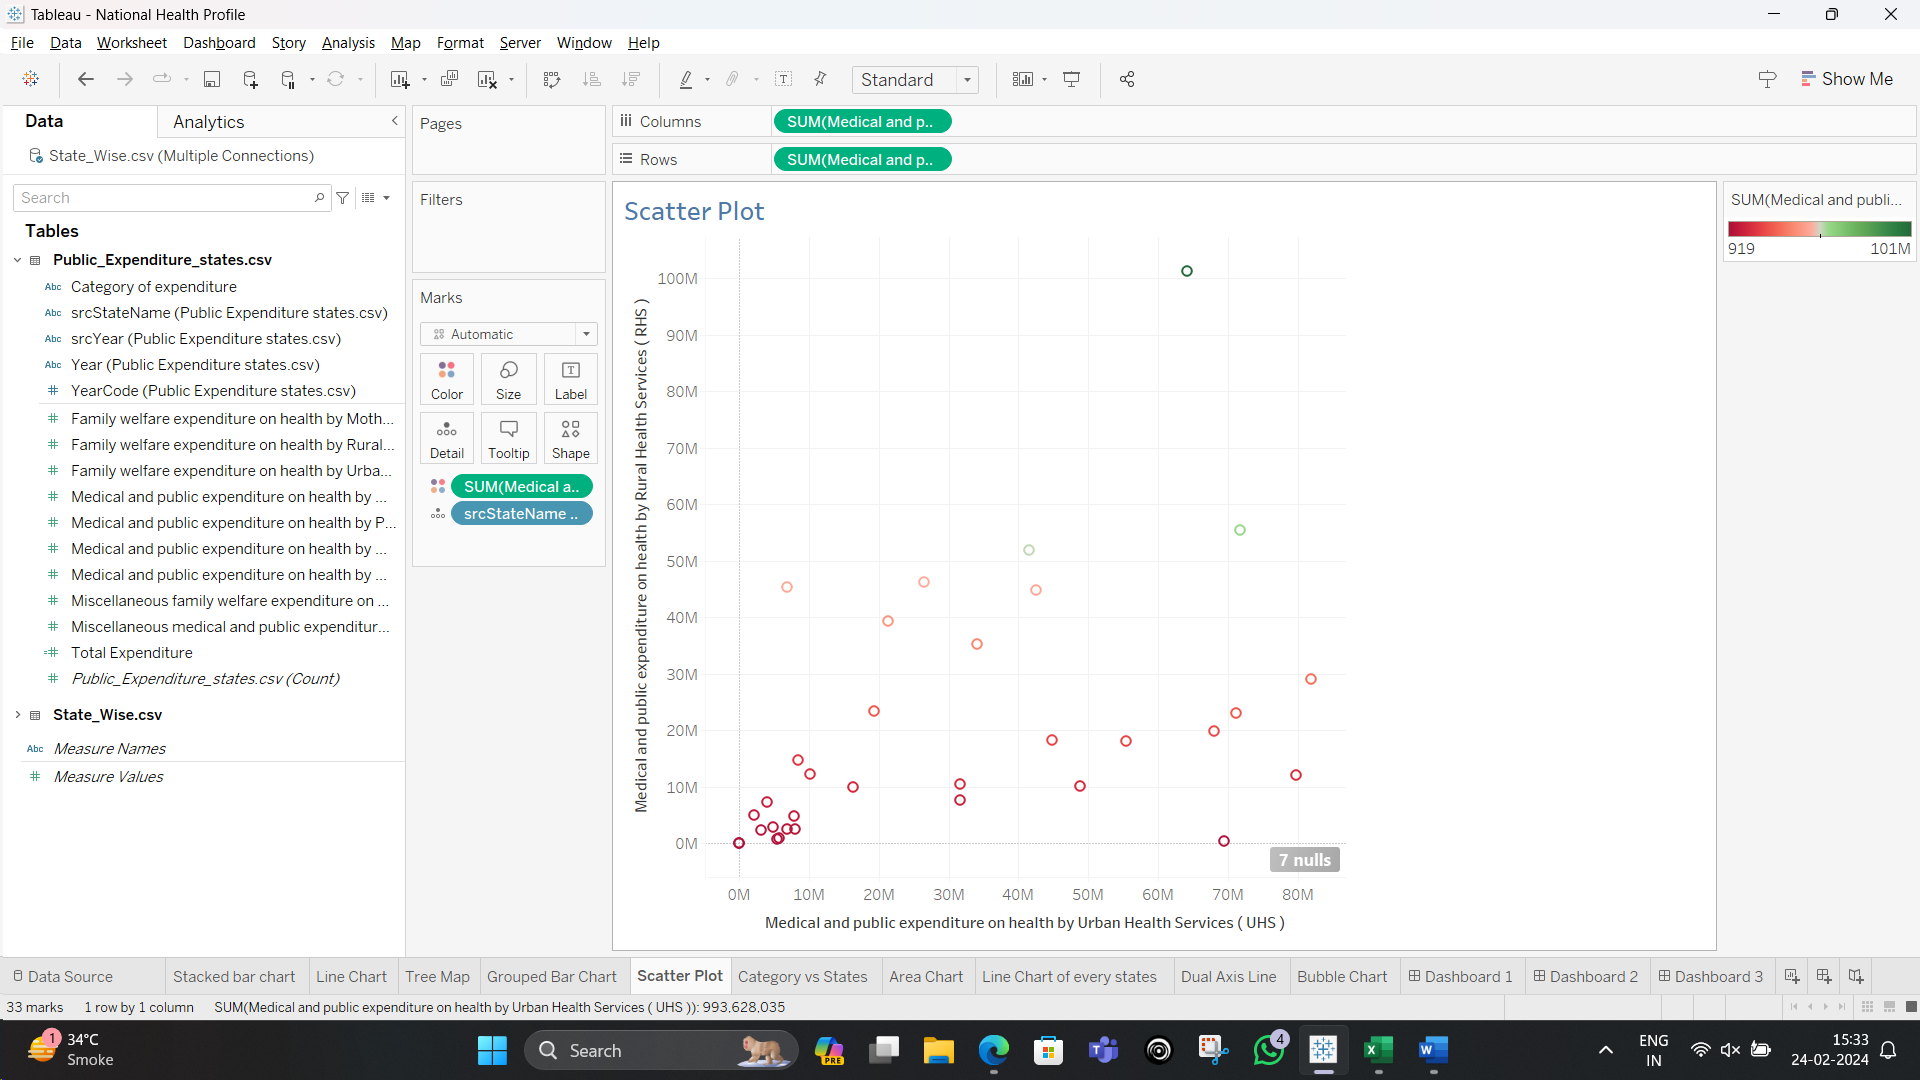 Tableau - National Health Profile
File Data Worksheet Dashboard Story Analysis Map Format Server Window Help
Standard
Show Me
Data
Analytics
State_Wise.csv (Multiple Connections)
Search
Tables
Public_Expenditure_states.csv
Abc Category of expenditure
Abc srcStateName (Public Expenditure states.csv)
Abc srcYear (Public Expenditure states.csv)
Abc Year (Public Expenditure states.csv)
# YearCode (Public Expenditure states.csv)
# Family welfare expenditure on health by Moth...
# Family welfare expenditure on health by Rural...
# Family welfare expenditure on health by Urba...
# Medical and public expenditure on health by ...
# Medical and public expenditure on health by P...
# Medical and public expenditure on health by ...
# Medical and public expenditure on health by ...
# Miscellaneous family welfare expenditure on ...
# Miscellaneous medical and public expenditur...
=# Total Expenditure
# Public_Expenditure_states.csv (Count)
State_Wise.csv
Abc Measure Names
# Measure Values
Pages
Filters
Marks
Automatic
Color Size Label
Detail Tooltip Shape
SUM(Medical a..
srcStateName ..
Columns SUM(Medical and p..
Rows SUM(Medical and p..
Scatter Plot
Medical and public expenditure on health by Rural Health Services ( RHS )
100M
90M
80M
70M
60M
50M
40M
30M
20M
10M
0M
7 nulls
0M 10M 20M 30M 40M 50M 60M 70M 80M
Medical and public expenditure on health by Urban Health Services ( UHS )
SUM(Medical and publi...
919 101M
Data Source Stacked bar chart Line Chart Tree Map Grouped Bar Chart Scatter Plot Category vs States Area Chart Line Chart of every states Dual Axis Line Bubble Chart Dashboard 1 Dashboard 2 Dashboard 3
33 marks 1 row by 1 column SUM(Medical and public expenditure on health by Urban Health Services ( UHS )): 993,628,035
1
34°C
Smoke
Search
PRE
4
ENG
IN
15:33
24-02-2024